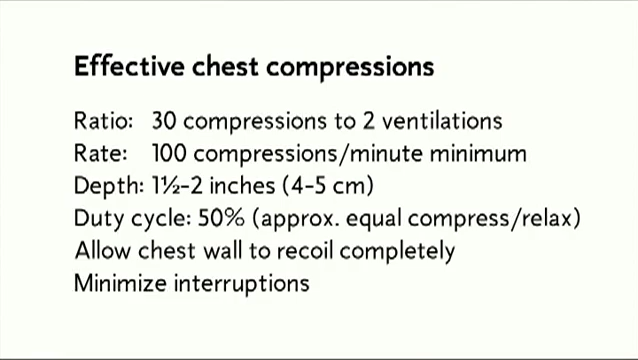 Effective chest compressions
Ratio: 30 compressions to 2 ventilations
Rate: 100 compressions/minute minimum
Depth: 1½-2 inches (4-5 cm)
Duty cycle: 50% (approx. equal compress/relax)
Allow chest wall to recoil completely
Minimize interruptions